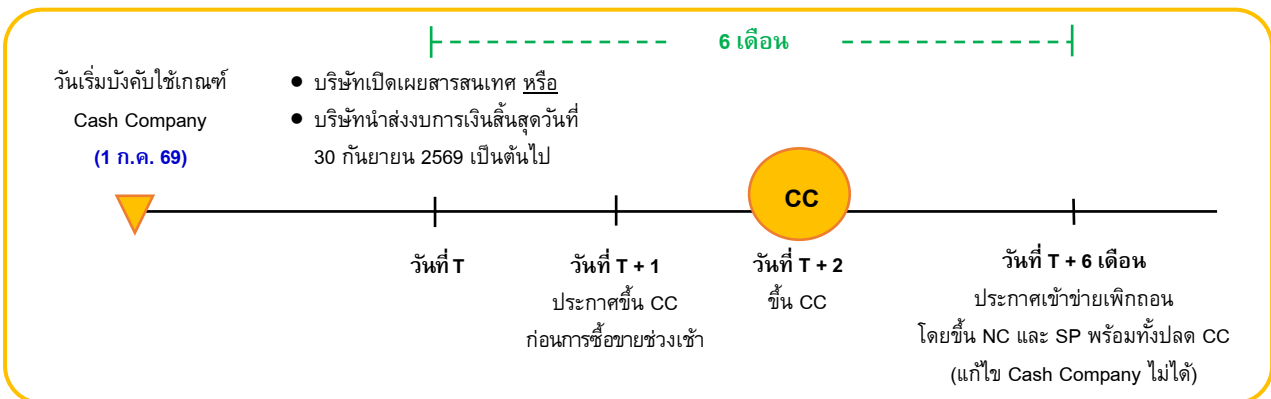 6 เดือน
วันเริ่มบังคับใช้เกณฑ์
Cash Company
(1 ก.ค. 69)
● บริษัทเปิดเผยสารสนเทศ หรือ
● บริษัทนำส่งงบการเงินสิ้นสุดวันที่
30 กันยายน 2569 เป็นต้นไป
CC
วันที่ T
วันที่ T + 1
ประกาศขึ้น CC
ก่อนการซื้อขายช่วงเช้า
วันที่ T + 2
ขึ้น CC
วันที่ T + 6 เดือน
ประกาศเข้าข่ายเพิกถอน
โดยขึ้น NC และ SP พร้อมทั้งปลด CC
(แก้ไข Cash Company ไม่ได้)